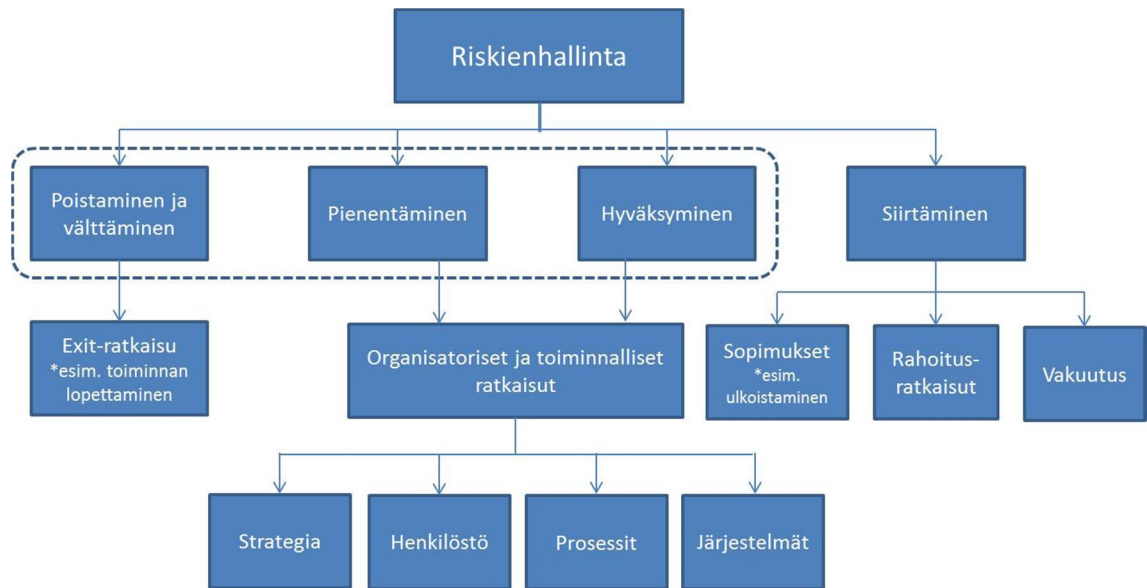 Riskienhallinta
Poistaminen ja
välttäminen
Pienentäminen
Hyväksyminen
Siirtäminen
Exit-ratkaisu
*esim. toiminnan
lopettaminen
Organisatoriset ja toiminnalliset
ratkaisut
Sopimukset
*esim.
ulkoistaminen
Rahoitus-
ratkaisut
Vakuutus
Strategia
Henkilöstö
Prosessit
Järjestelmät